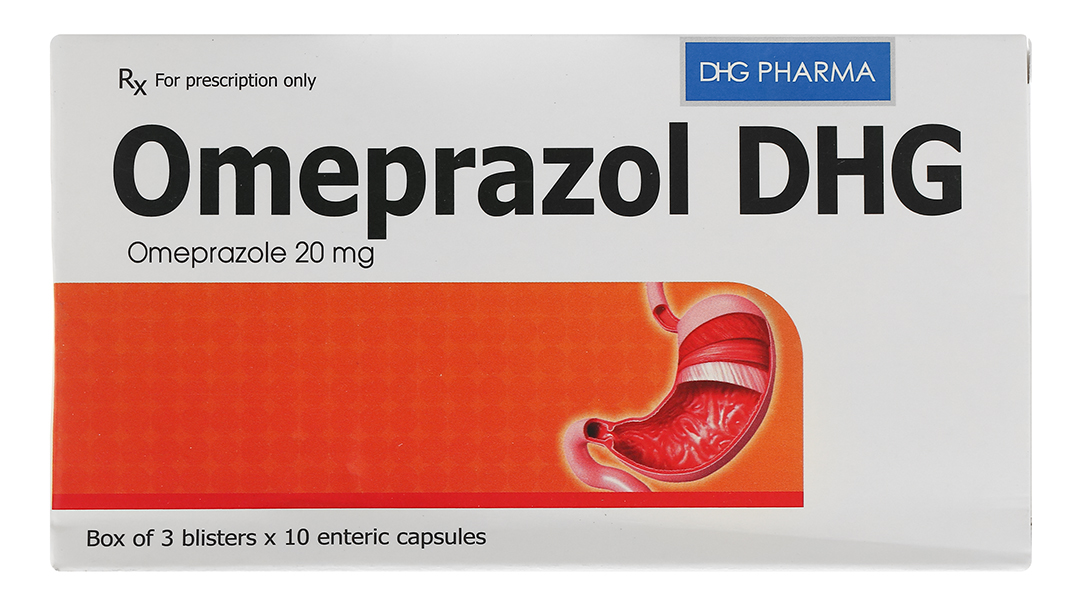 Rx For prescription only
DHG PHARMA
Omeprazol DHG
Omeprazole 20 mg
Box of 3 blisters x 10 enteric capsules